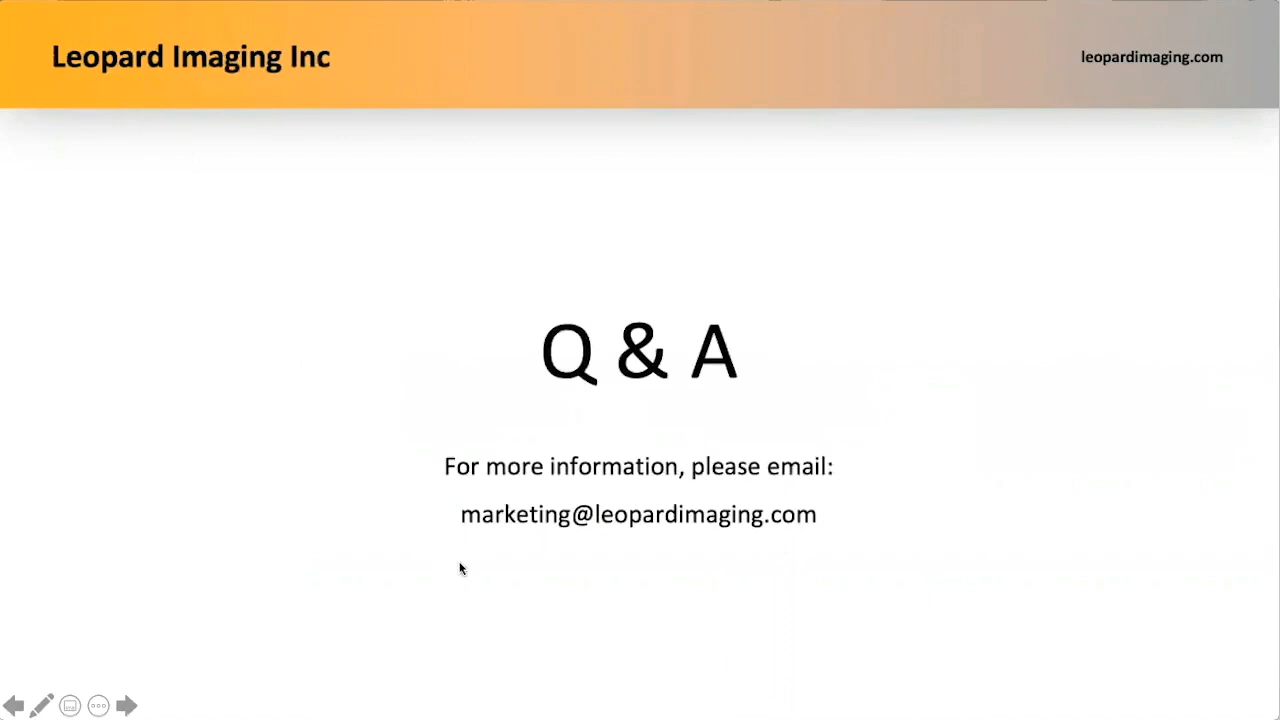 Leopard Imaging Inc
leopardimaging.com
Q & A
For more information, please email:
marketing@leopardimaging.com